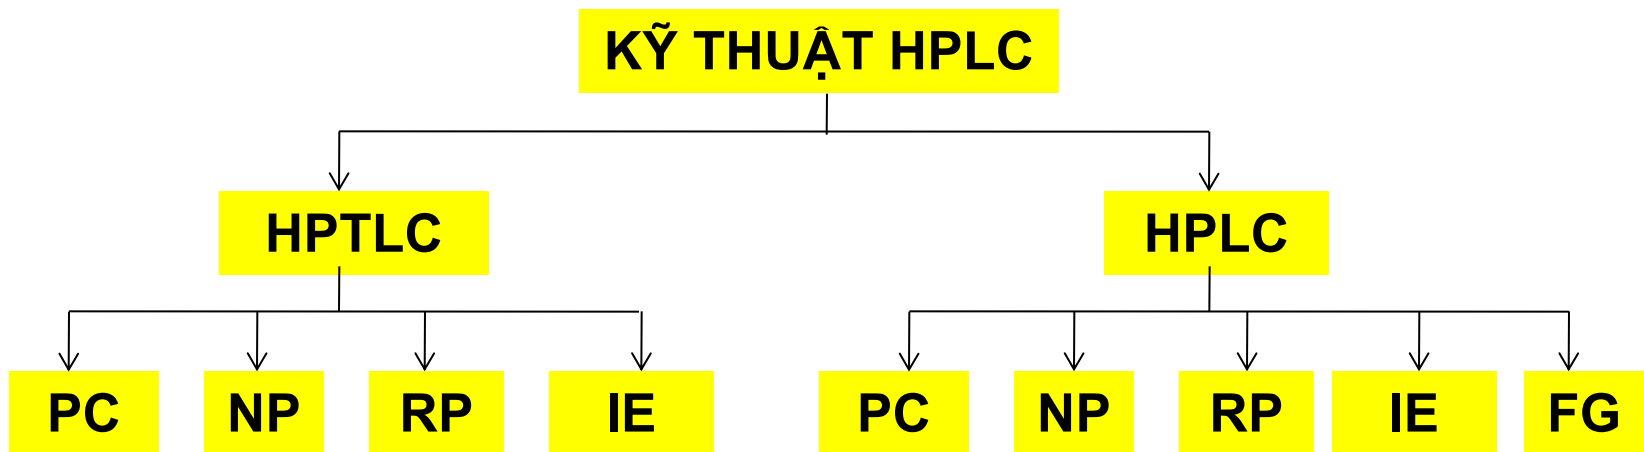 KỸ THUẬT HPLC
HPTLC
HPLC
PC
NP
RP
IE
PC
NP
RP
IE
FG